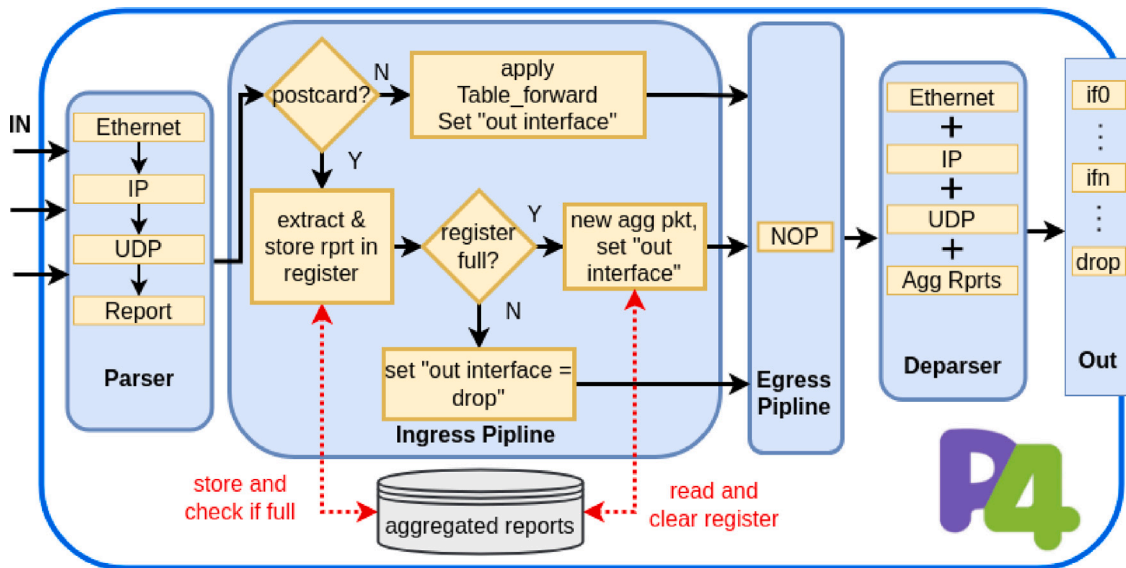 IN
Ethernet
IP
UDP
Report
Parser
postcard?
N
Y
apply
Table_forward
Set "out interface"
extract &
store rprt in
register
register
full?
Y
N
new agg pkt,
set "out
interface"
set "out interface =
drop"
Ingress Pipline
store and
check if full
aggregated reports
read and
clear register
NOP
Egress
Pipline
Ethernet
+
IP
+
UDP
+
Agg Rprts
Deparser
if0
ifn
drop
Out
P4